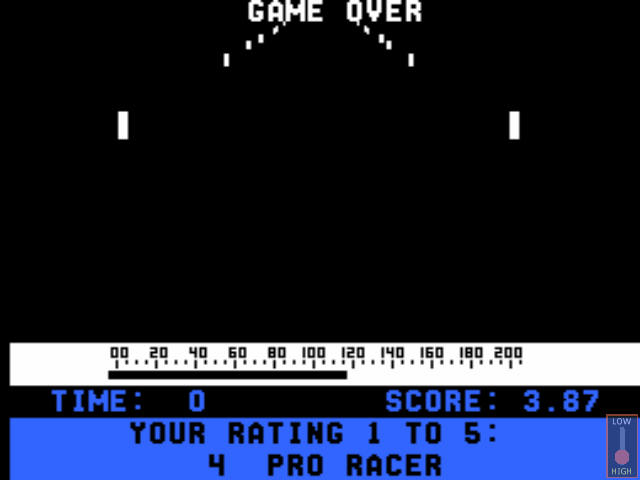 GAME OVER
00 20 40 60 80 100 120 140 160 180 200
TIME: 0 SCORE: 3.87
YOUR RATING 1 TO 5:
4 PRO RACER
LOW
HIGH